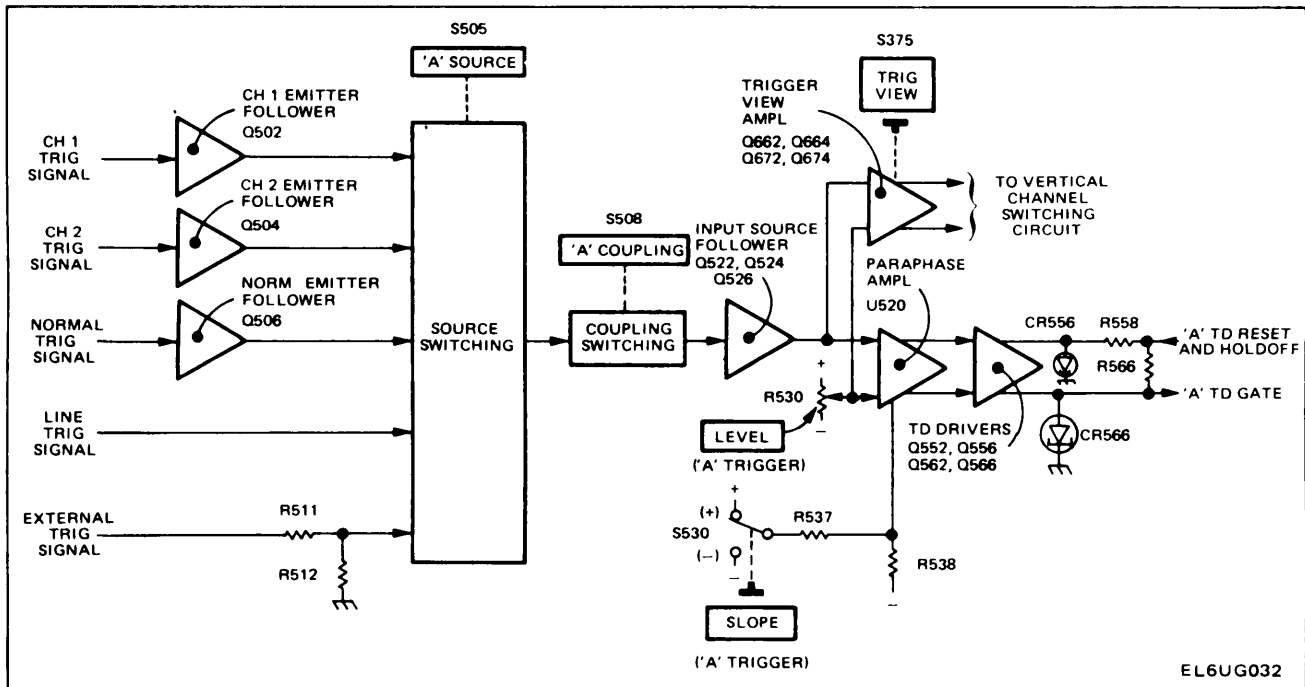 S505
'A' SOURCE
CH 1 EMITTER
FOLLOWER
Q502
CH 1
TRIG
SIGNAL
CH 2 EMITTER
FOLLOWER
Q504
CH 2
TRIG
SIGNAL
NORM EMITTER
FOLLOWER
Q506
NORMAL
TRIG
SIGNAL
LINE
TRIG
SIGNAL
EXTERNAL
TRIG
SIGNAL
R511
R512
SOURCE
SWITCHING
S508
'A' COUPLING
COUPLING
SWITCHING
INPUT SOURCE
FOLLOWER
Q522, Q524
Q526
S375
TRIG
VIEW
TRIGGER
VIEW
AMPL
Q662, Q664
Q672, Q674
TO VERTICAL
CHANNEL
SWITCHING
CIRCUIT
PARAPHASE
AMPL
U520
+
R530
−
LEVEL
('A' TRIGGER)
TD DRIVERS
Q552, Q556
Q562, Q566
CR556
R558
R566
'A' TD RESET
AND HOLDOFF
'A' TD GATE
CR566
+
(+)
S530
(−)
−
R537
R538
−
SLOPE
('A' TRIGGER)
EL6UG032